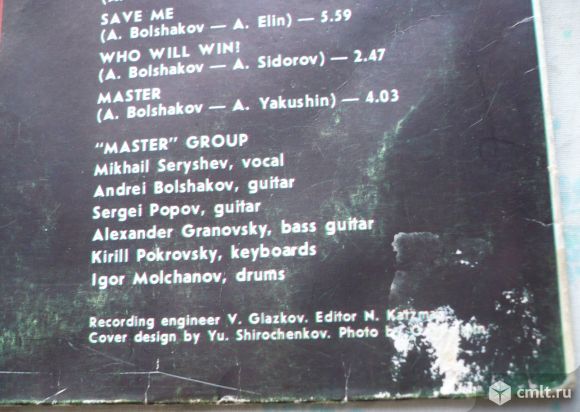 SAVE ME
(A. Bolshakov — A. Elin) — 5.59
WHO WILL WIN?
(A. Bolshakov — A. Sidorov) — 2.47
MASTER
(A. Bolshakov — A. Yakushin) — 4.03
"MASTER" GROUP
Mikhail Seryshev, vocal
Andrei Bolshakov, guitar
Sergei Popov, guitar
Alexander Granovsky, bass guitar
Kirill Pokrovsky, keyboards
Igor Molchanov, drums
Recording engineer V. Glazkov. Editor N. Katzman
Cover design by Yu. Shirochenkov. Photo by
cmlt.ru